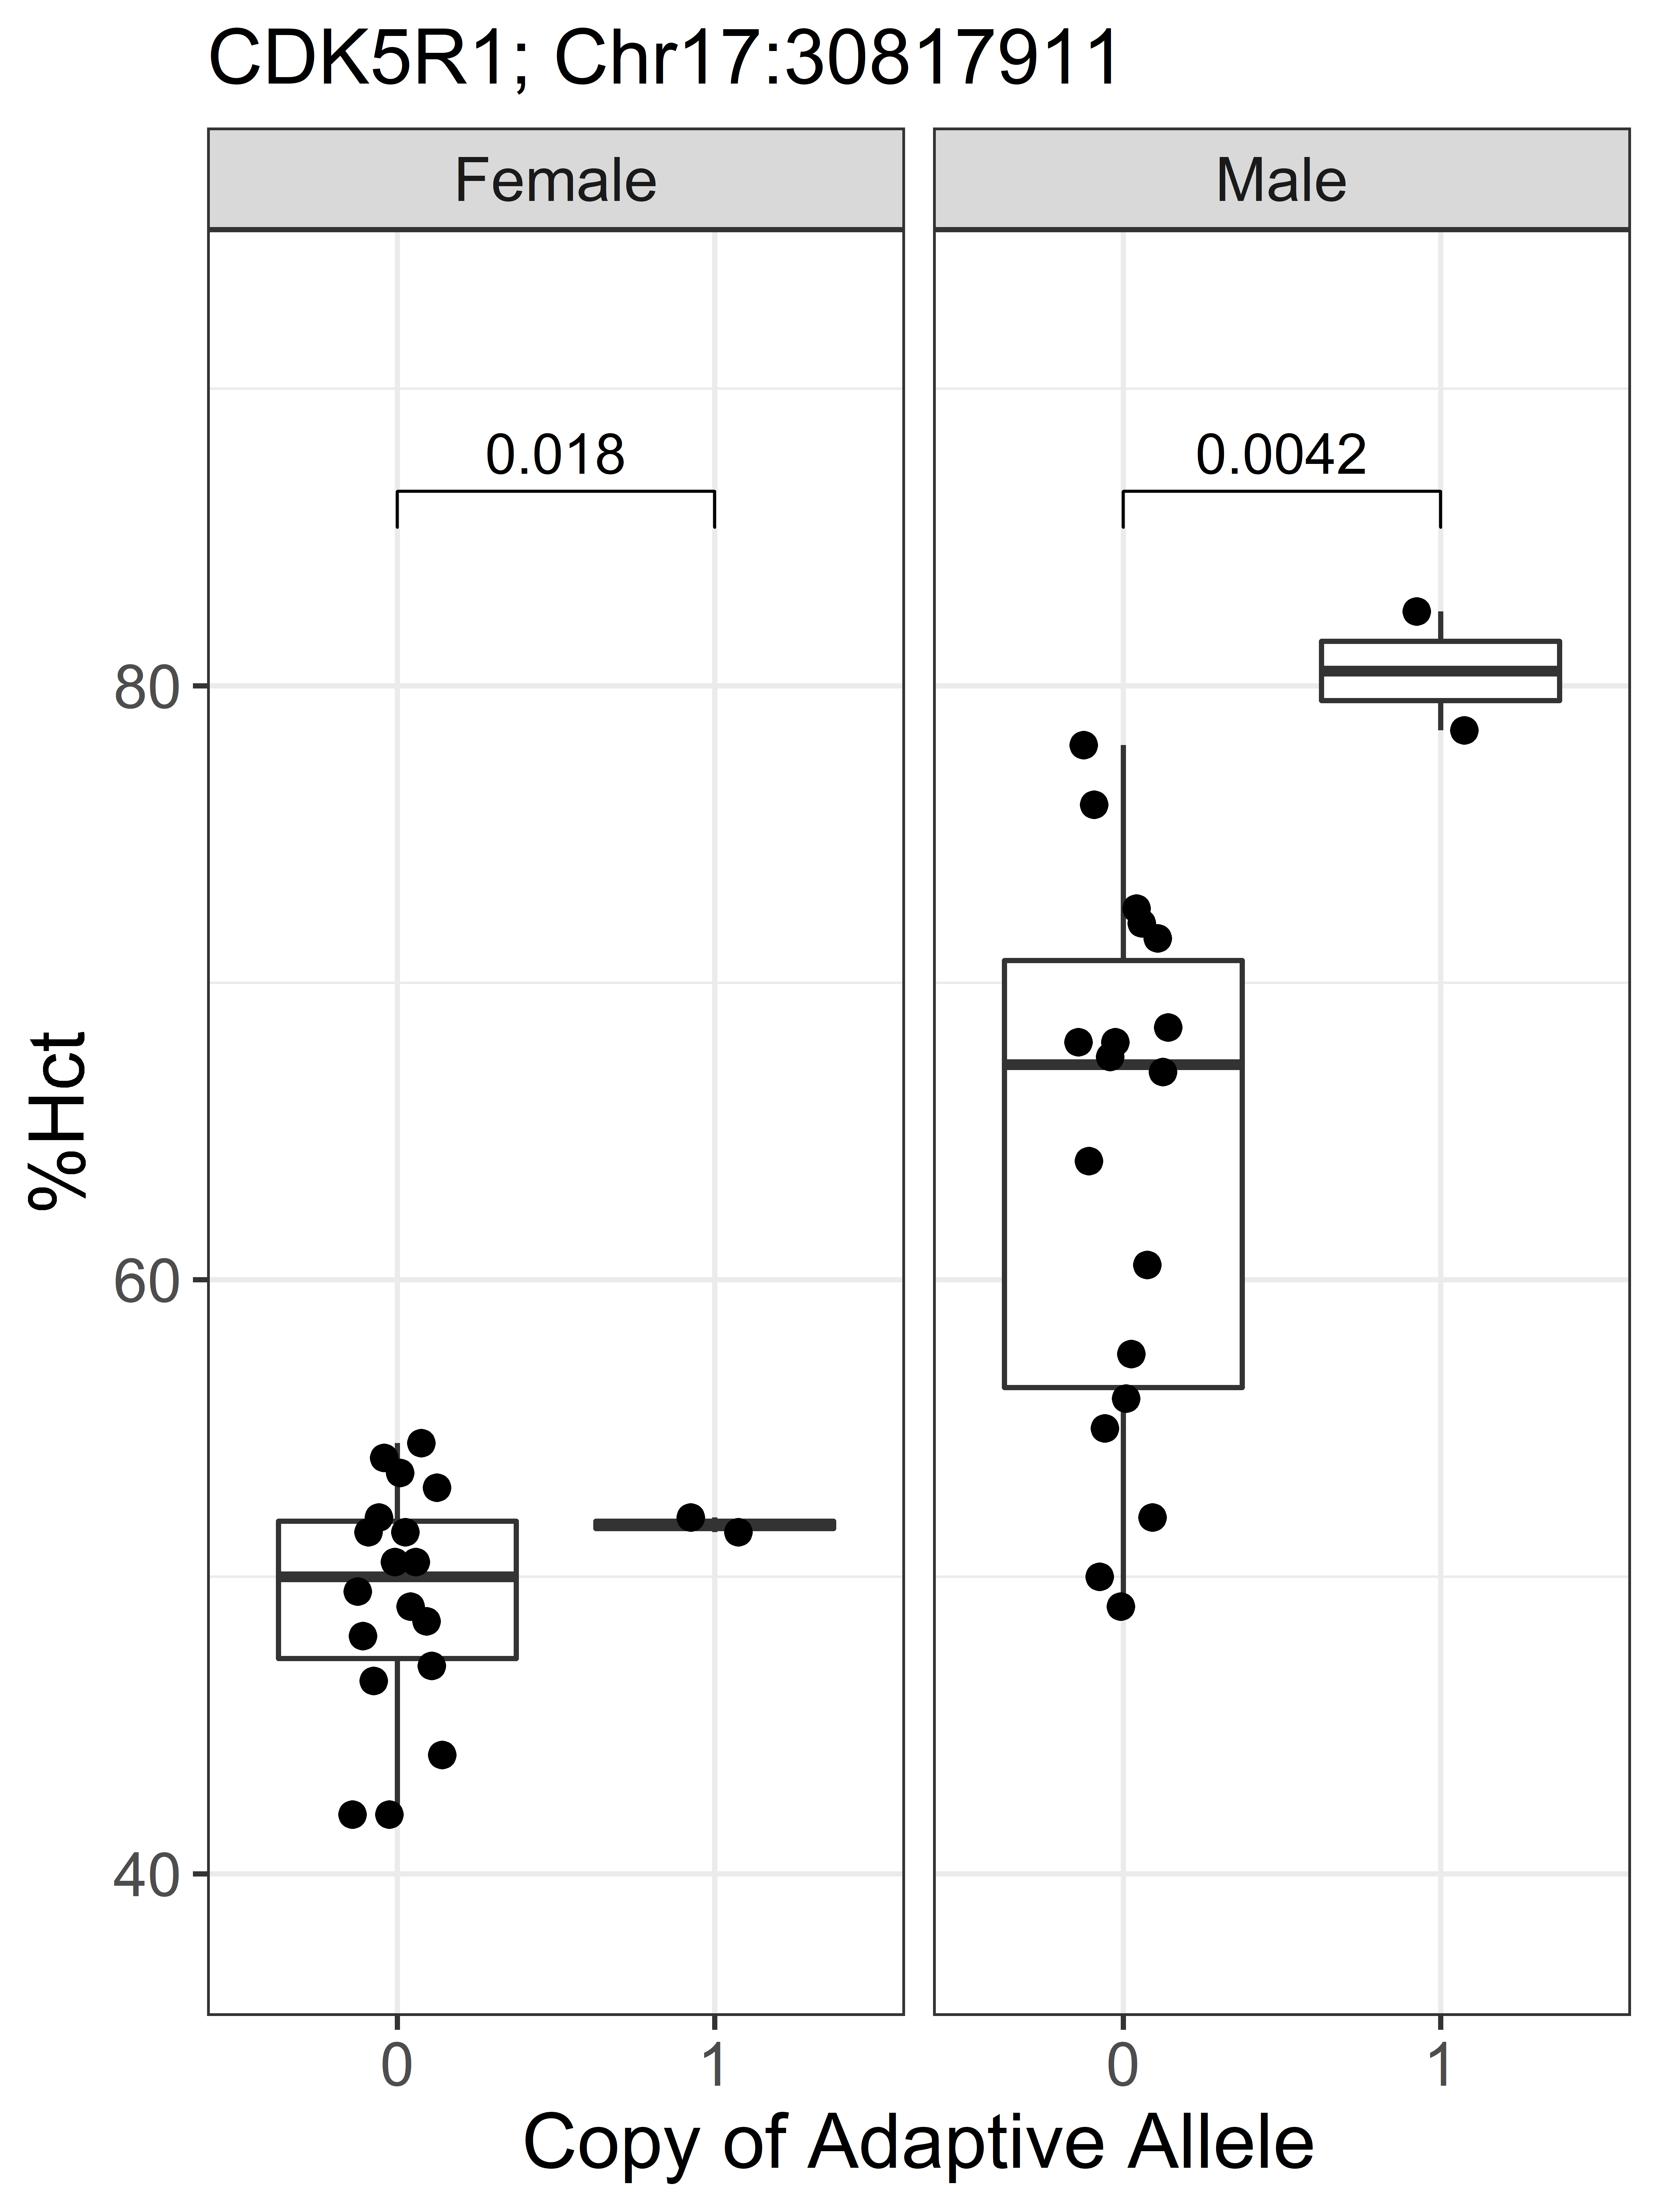 CDK5R1; Chr17:30817911
Female
Male
0.018
0.0042
80
60
40
%Hct
0 1 0 1
Copy of Adaptive Allele